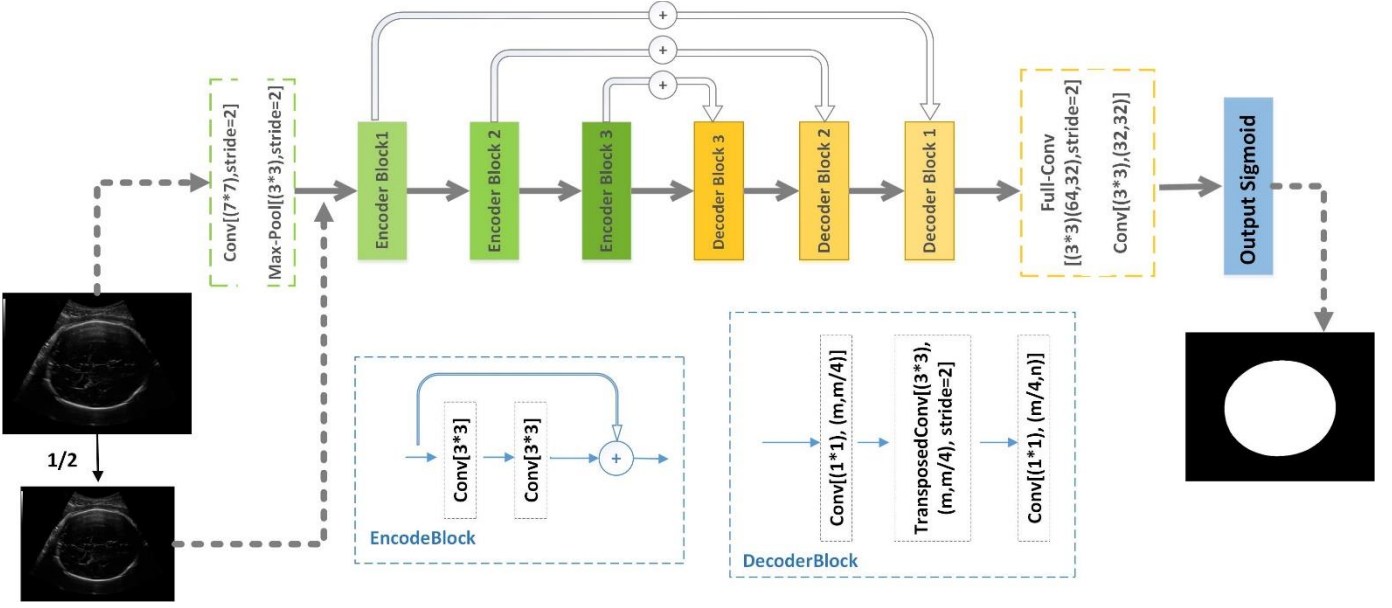 +
+
+
Conv[(7*7),stride=2]
Max-Pool[(3*3),stride=2]
Encoder Block1
Encoder Block 2
Encoder Block 3
Decoder Block 3
Decoder Block 2
Decoder Block 1
Full-Conv
[(3*3)(64,32),stride=2]
Conv[(3*3),(32,32)]
Output Sigmoid
1/2
Conv[3*3]
Conv[3*3]
+
EncodeBlock
Conv[(1*1), (m,m/4)]
TransposedConv[(3*3),
(m,m/4), stride=2]
Conv[(1*1), (m/4,n)]
DecoderBlock